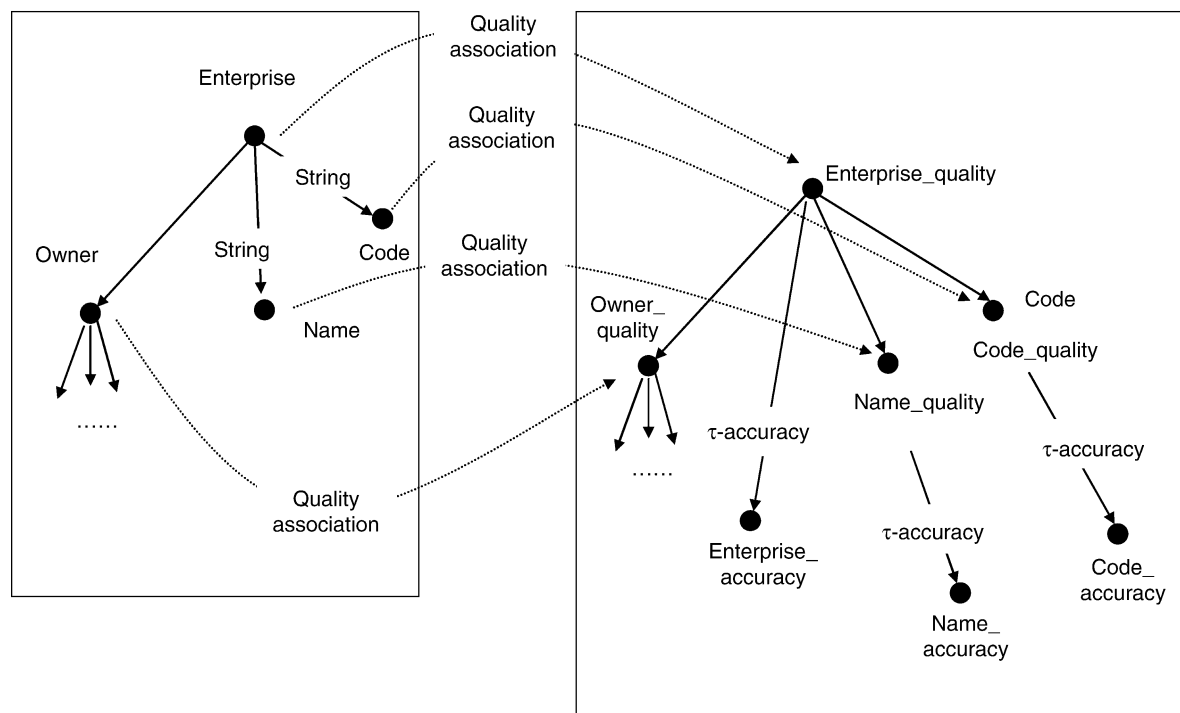 Quality
association
Enterprise
Quality
association
String
Enterprise_quality
Owner
String
Code
Quality
association
Name
Owner_
quality
Code
Code_quality
Name_quality
......
τ-accuracy
τ-accuracy
......
Quality
association
τ-accuracy
Enterprise_
accuracy
Code_
accuracy
Name_
accuracy